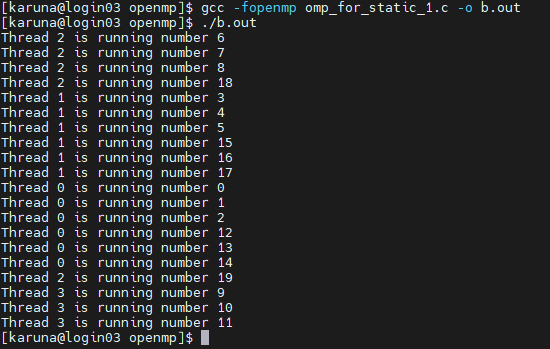 [karuna@login03 openmp]$ gcc -fopenmp omp_for_static_1.c -o b.out
[karuna@login03 openmp]$ ./b.out
Thread 2 is running number 6
Thread 2 is running number 7
Thread 2 is running number 8
Thread 2 is running number 18
Thread 1 is running number 3
Thread 1 is running number 4
Thread 1 is running number 5
Thread 1 is running number 15
Thread 1 is running number 16
Thread 1 is running number 17
Thread 0 is running number 0
Thread 0 is running number 1
Thread 0 is running number 2
Thread 0 is running number 12
Thread 0 is running number 13
Thread 0 is running number 14
Thread 2 is running number 19
Thread 3 is running number 9
Thread 3 is running number 10
Thread 3 is running number 11
[karuna@login03 openmp]$